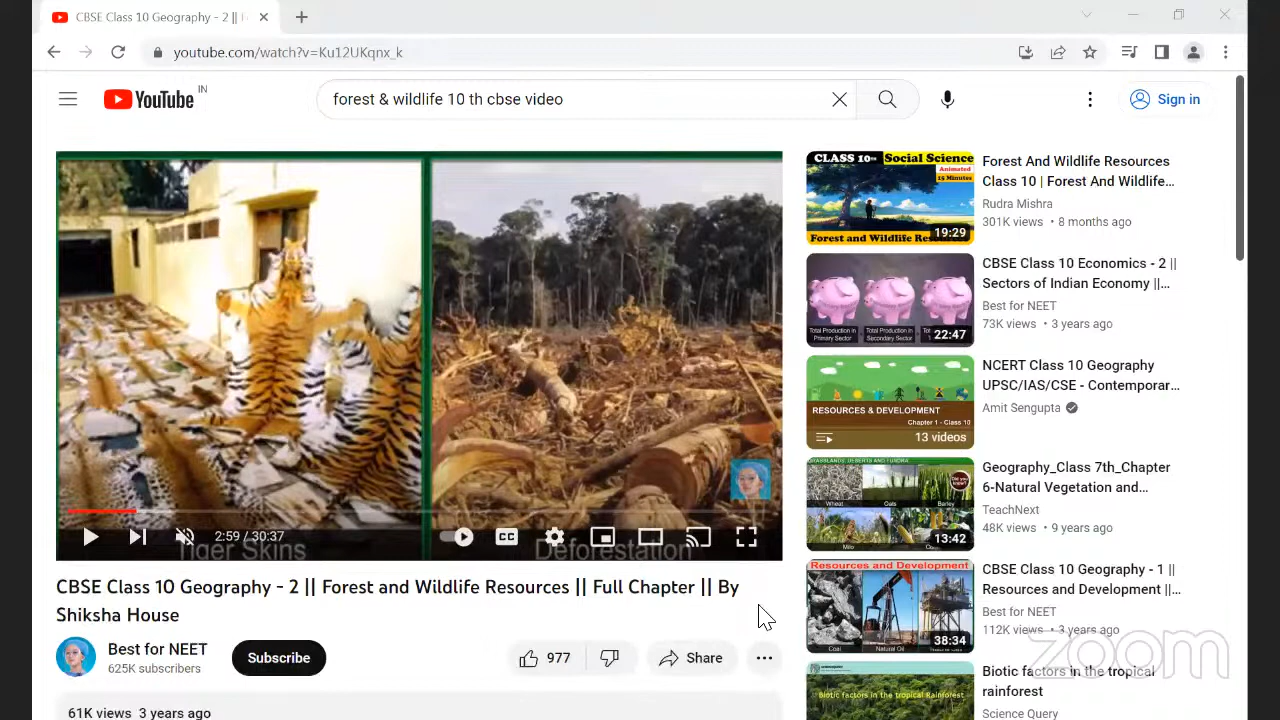 CBSE Class 10 Geography - 2 ||
youtube.com/watch?v=Ku12UKqnx_k
YouTube IN
forest & wildlife 10 th cbse video
Sign in
2:59 / 30:37
Tiger Skins
Deforestation
CBSE Class 10 Geography - 2 || Forest and Wildlife Resources || Full Chapter || By
Shiksha House
Best for NEET
625K subscribers
Subscribe
977
Share
61K views 3 years ago
CLASS 10TH Social Science
Animated
15 Minutes
19:29
Forest And Wildlife Resources
Class 10 | Forest And Wildlife...
Rudra Mishra
301K views • 8 months ago
Total Production in
Primary Sector
Total Production in
Secondary Sector
22:47
CBSE Class 10 Economics - 2 ||
Sectors of Indian Economy ||...
Best for NEET
73K views • 3 years ago
RESOURCES & DEVELOPMENT
Chapter 1 - Class 10
13 videos
NCERT Class 10 Geography
UPSC/IAS/CSE - Contemporar...
Amit Sengupta
Wheat
Oats
Barley
Milo
13:42
Geography_Class 7th_Chapter
6-Natural Vegetation and...
TeachNext
48K views • 9 years ago
Resources and Development
Coal
Natural Oil
38:34
CBSE Class 10 Geography - 1 ||
Resources and Development ||...
Best for NEET
112K views • 3 years ago
zoom
Biotic factors in the tropical Rainforest
Biotic factors in the tropical
rainforest
Science Query